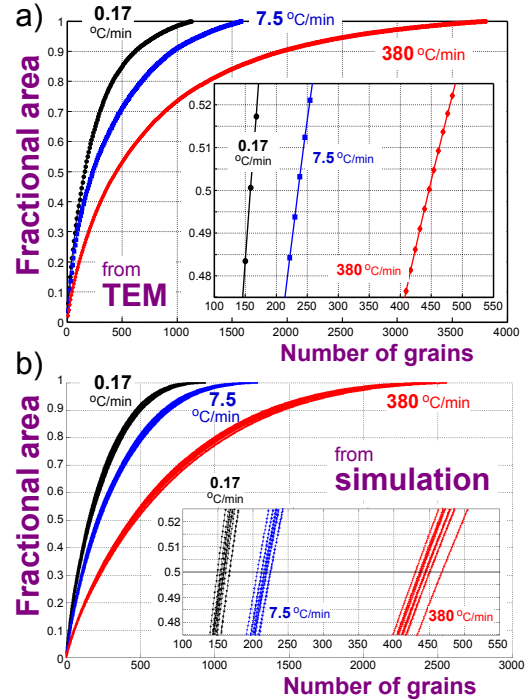 a)
0.17
°C/min
7.5 °C/min
380 °C/min
Fractional area
1
0.9
0.8
0.7
0.6
0.5
0.4
0.3
0.2
0.1
0
from
TEM
0.52
0.51
0.5
0.49
0.48
0.17
°C/min
7.5
°C/min
380 °C/min
100 150 200 250 300 350 400 450 500 550
0 500 1000 1500 2000 2500 3000 3500 4000
Number of grains
b)
0.17
°C/min
7.5
°C/min
380 °C/min
Fractional area
1
0.9
0.8
0.7
0.6
0.5
0.4
0.3
0.2
0.1
0
from
simulation
0.17
°C/min
0.52
0.51
0.5
0.49
0.48
7.5 °C/min
380 °C/min
100 150 200 250 300 350 400 450 500 550
0 500 1000 1500 2000 2500 3000
Number of grains